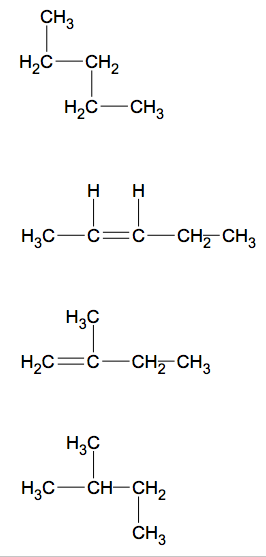 CH₃
H₂C CH₂
H₂C CH₃
H H
H₃C C C CH₂ CH₃
H₃C
H₂C C CH₂ CH₃
H₃C
H₃C CH CH₂
CH₃